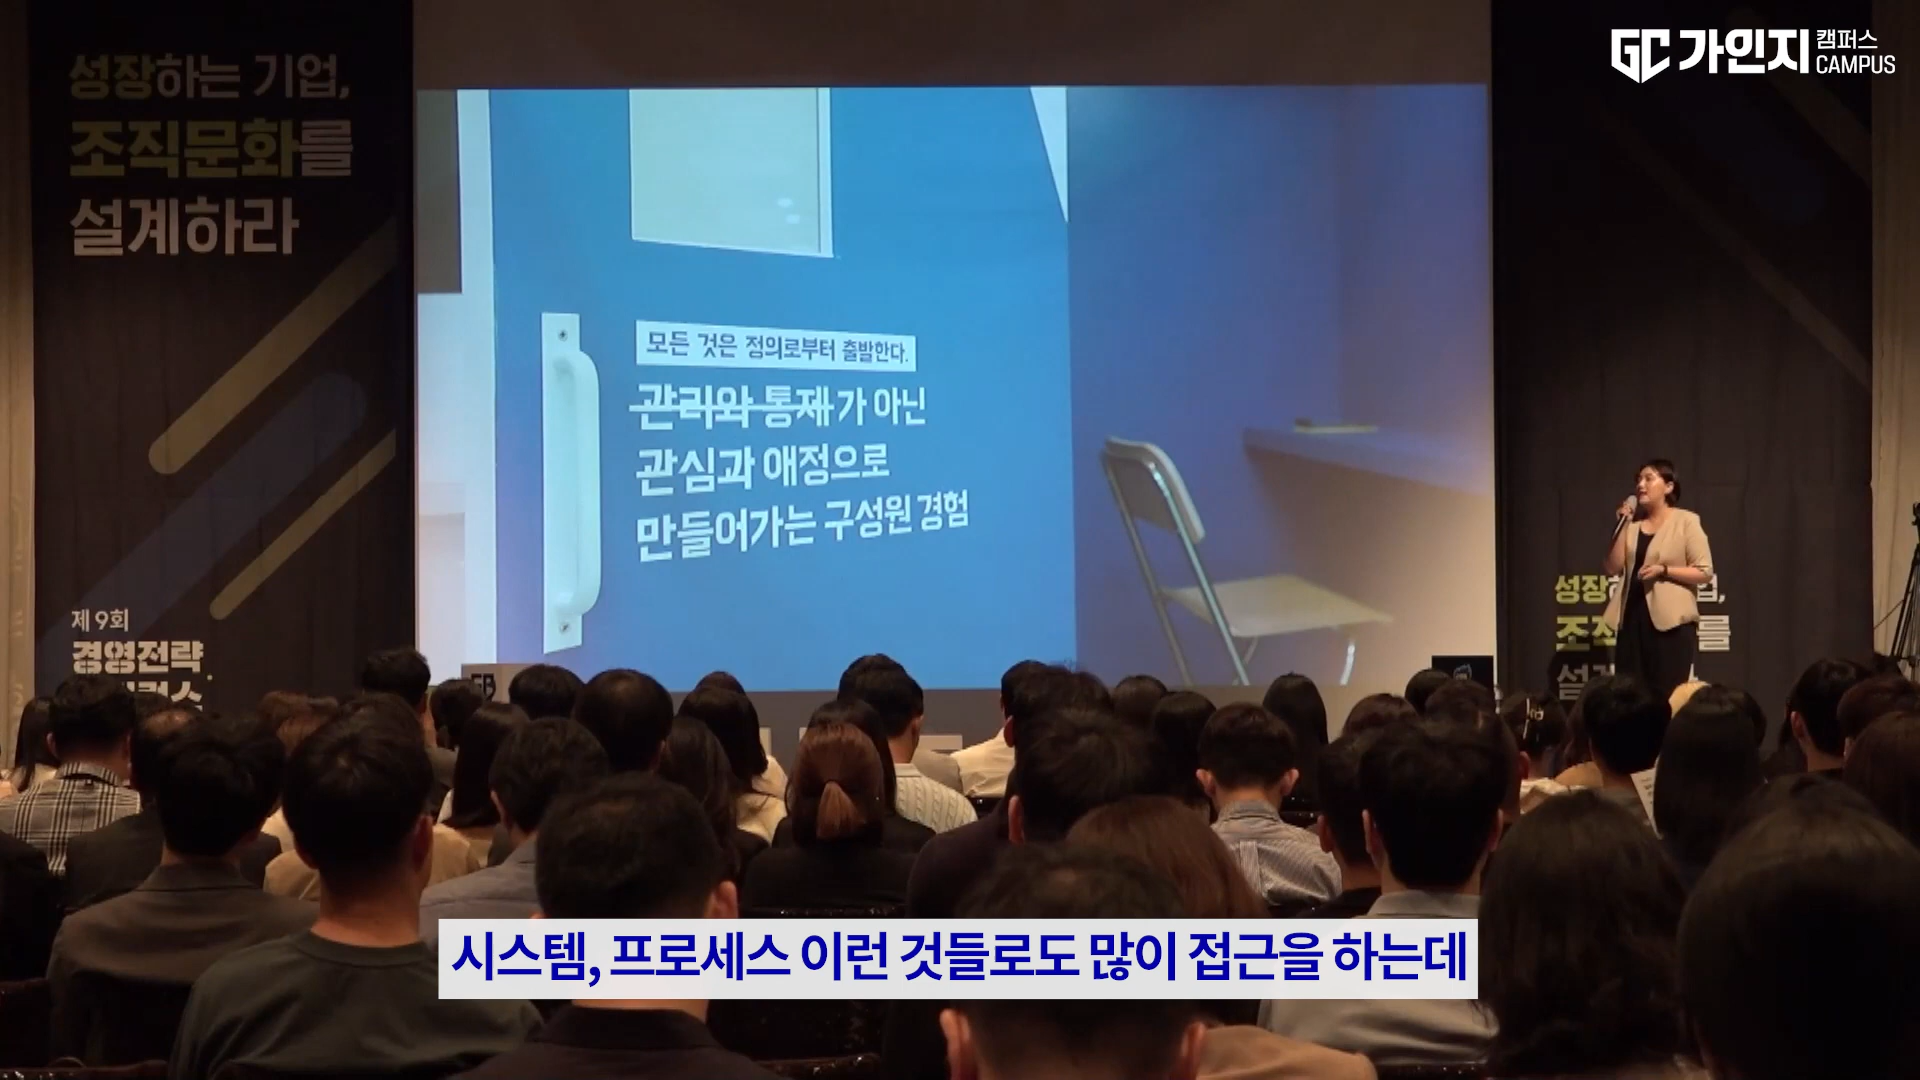 성장하는 기업,
조직문화를
설계하라
제 9회
경영전략
GC 가인지 캠퍼스 CAMPUS
모든 것은 정의로부터 출발한다.
관리와 통제가 아닌
관심과 애정으로
만들어가는 구성원 경험
성장
시스템, 프로세스 이런 것들로도 많이 접근을 하는데